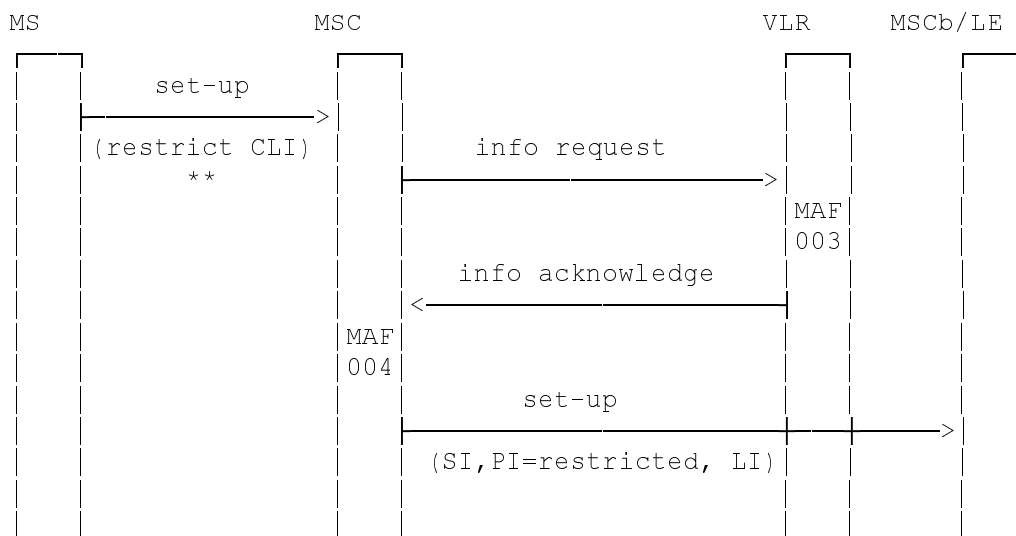 MS MSC VLR MSCb/LE
set-up
(restrict CLI) info request
**
MAF
003
info acknowledge
MAF
004
set-up
(SI,PI=restricted, LI)